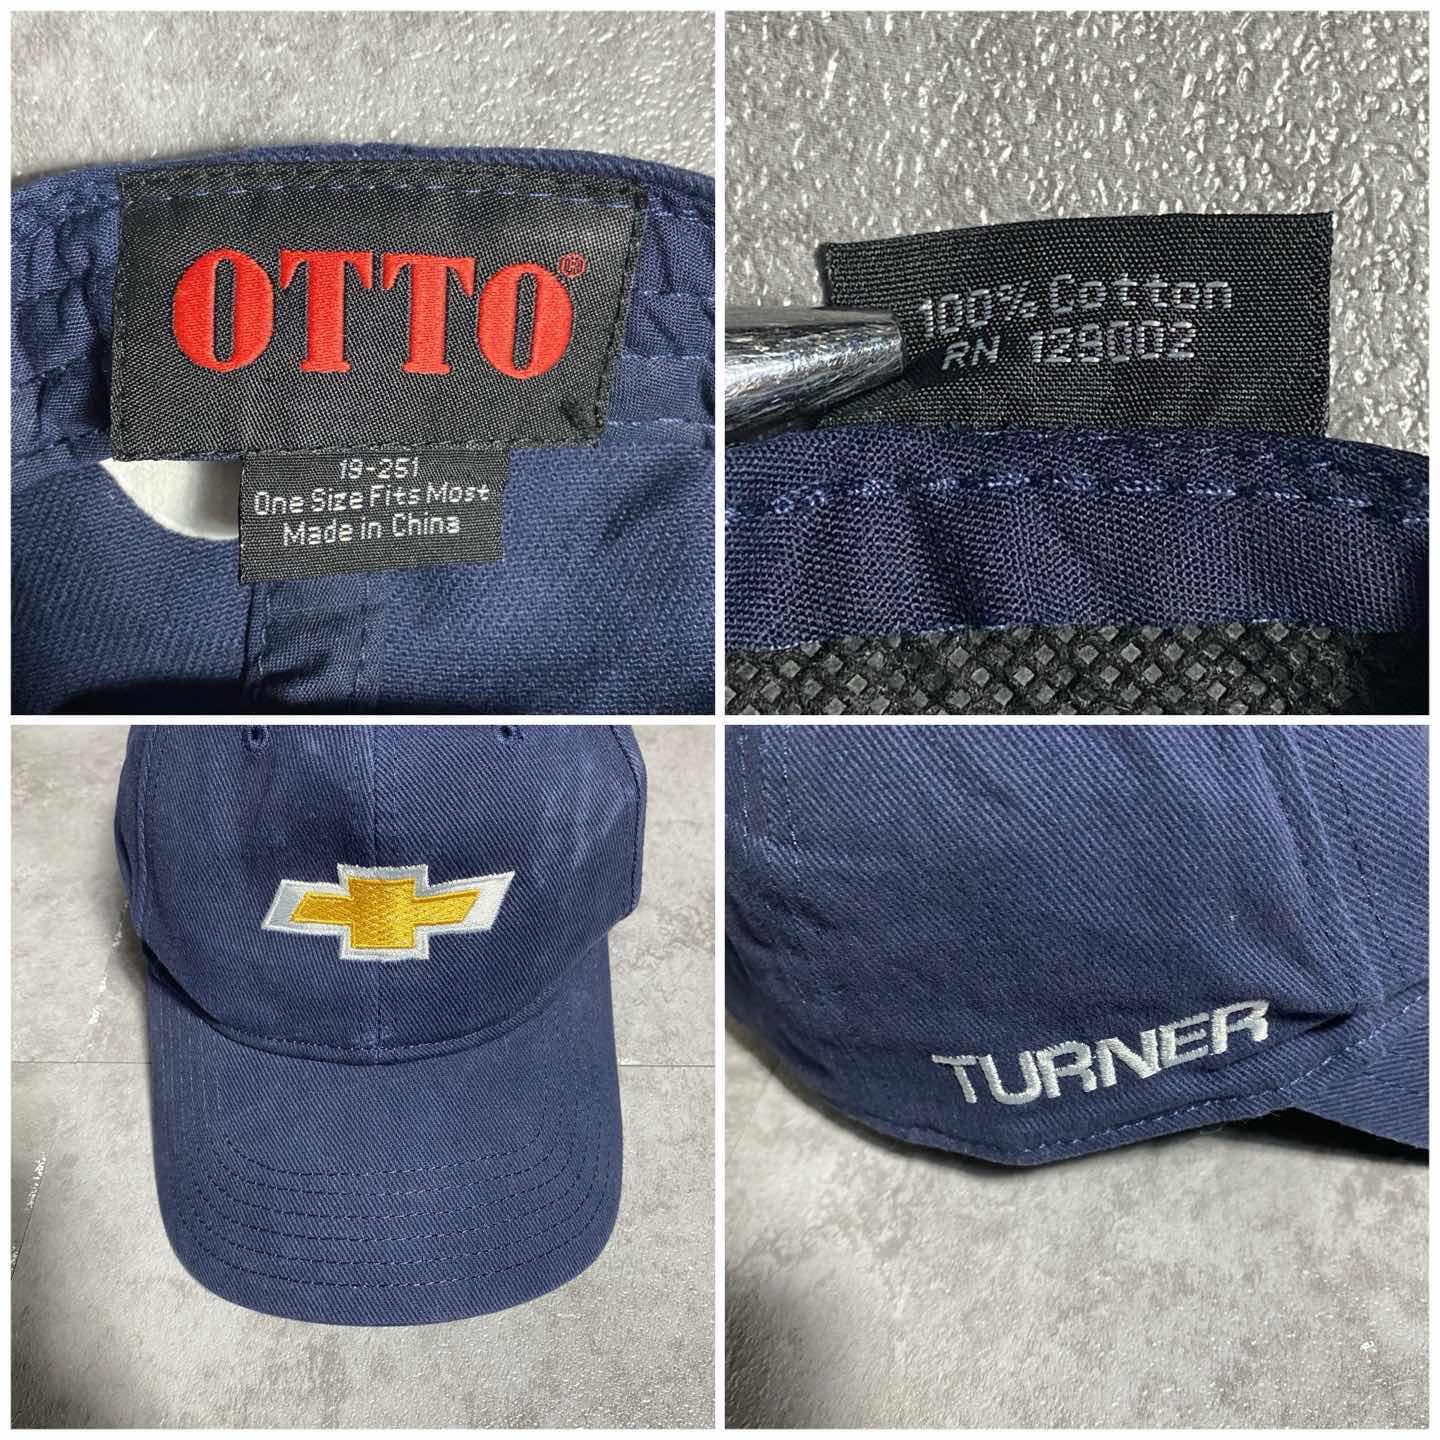 OTTO®
19-251
One Size Fits Most
Made in China
100% Cotton
RN 129002
TURNER